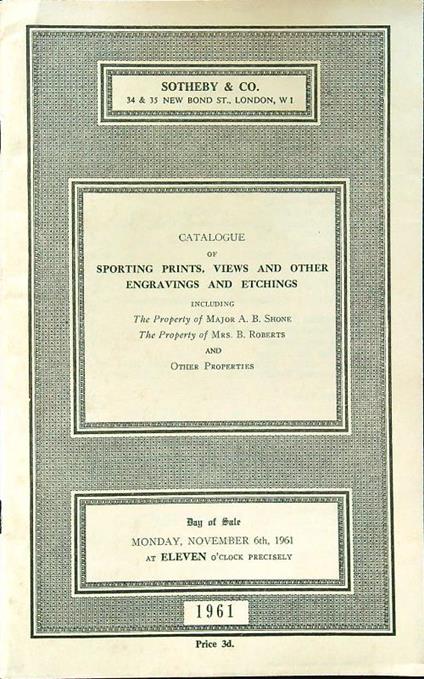 SOTHEBY & CO.
34 & 35 NEW BOND ST., LONDON, W 1
CATALOGUE
OF
SPORTING PRINTS, VIEWS AND OTHER
ENGRAVINGS AND ETCHINGS
INCLUDING
The Property of MAJOR A. B. SHONE
The Property of MRS. B. ROBERTS
AND
OTHER PROPERTIES
Day of Sale
MONDAY, NOVEMBER 6th, 1961
AT ELEVEN O'CLOCK PRECISELY
1961
Price 3d.